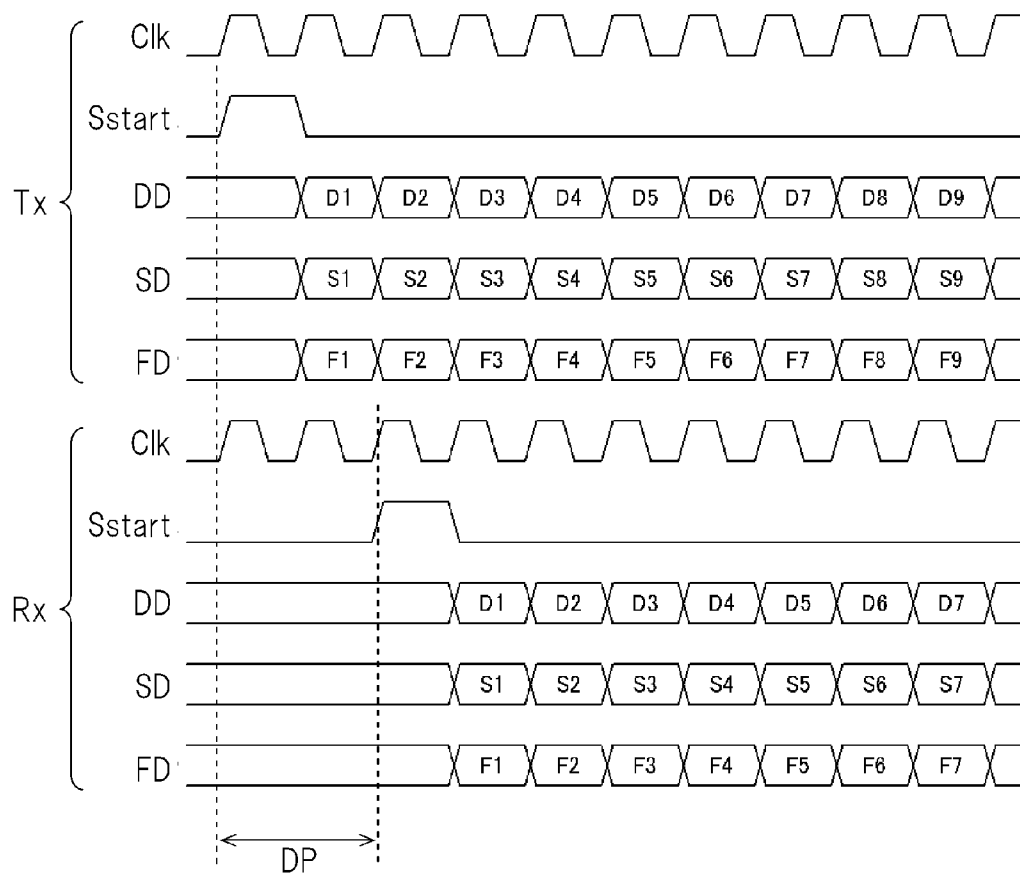 Tx
Clk
Sstart
DD D1 D2 D3 D4 D5 D6 D7 D8 D9
SD S1 S2 S3 S4 S5 S6 S7 S8 S9
FD F1 F2 F3 F4 F5 F6 F7 F8 F9
Rx
Clk
Sstart
DD D1 D2 D3 D4 D5 D6 D7
SD S1 S2 S3 S4 S5 S6 S7
FD F1 F2 F3 F4 F5 F6 F7
DP